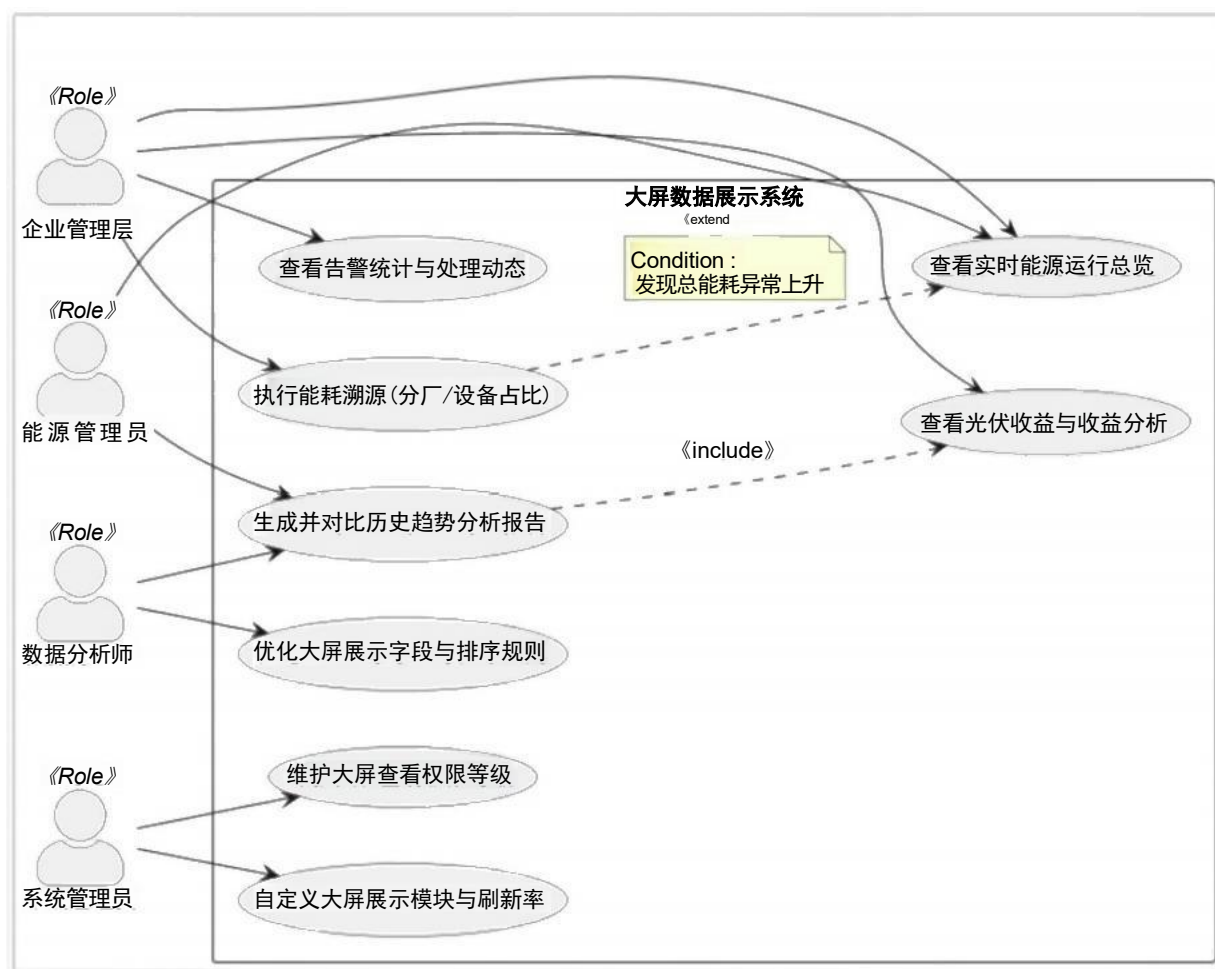 《Role》
企业管理层
大屏数据展示系统
《extend
Condition :
发现总能耗异常上升
查看告警统计与处理动态
查看实时能源运行总览
《Role》
能源管理员
执行能耗溯源(分厂/设备占比)
查看光伏收益与收益分析
《include》
生成并对比历史趋势分析报告
《Role》
数据分析师
优化大屏展示字段与排序规则
《Role》
系统管理员
维护大屏查看权限等级
自定义大屏展示模块与刷新率